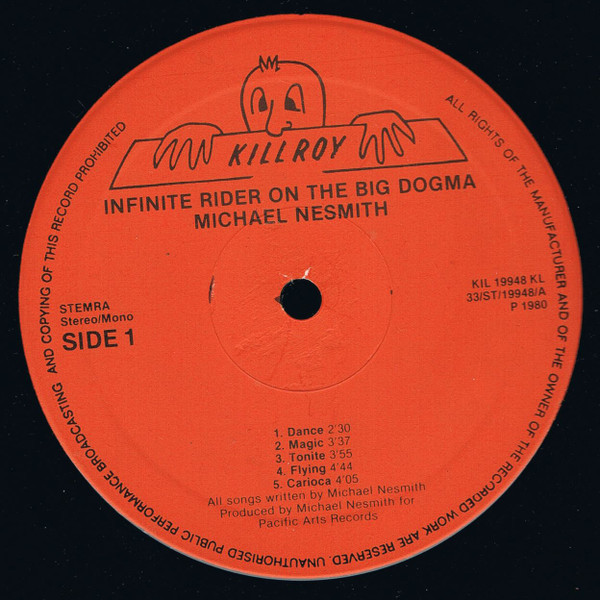 KILLROY
INFINITE RIDER ON THE BIG DOGMA
MICHAEL NESMITH
STEMRA
Stereo/Mono
SIDE 1
KIL 19948 KL
33/ST/19948/A
P 1980
1. Dance 2'30
2. Magic 3'37
3. Tonite 3'55
4. Flying 4'44
5. Carioca 4'05
All songs written by Michael Nesmith
Produced by Michael Nesmith for
Pacific Arts Records
ALL RIGHTS OF THE MANUFACTURER AND OF THE OWNER OF THE RECORDED WORK ARE RESERVED. UNAUTHORISED PUBLIC PERFORMANCE BROADCASTING AND COPYING OF THIS RECORD PROHIBITED